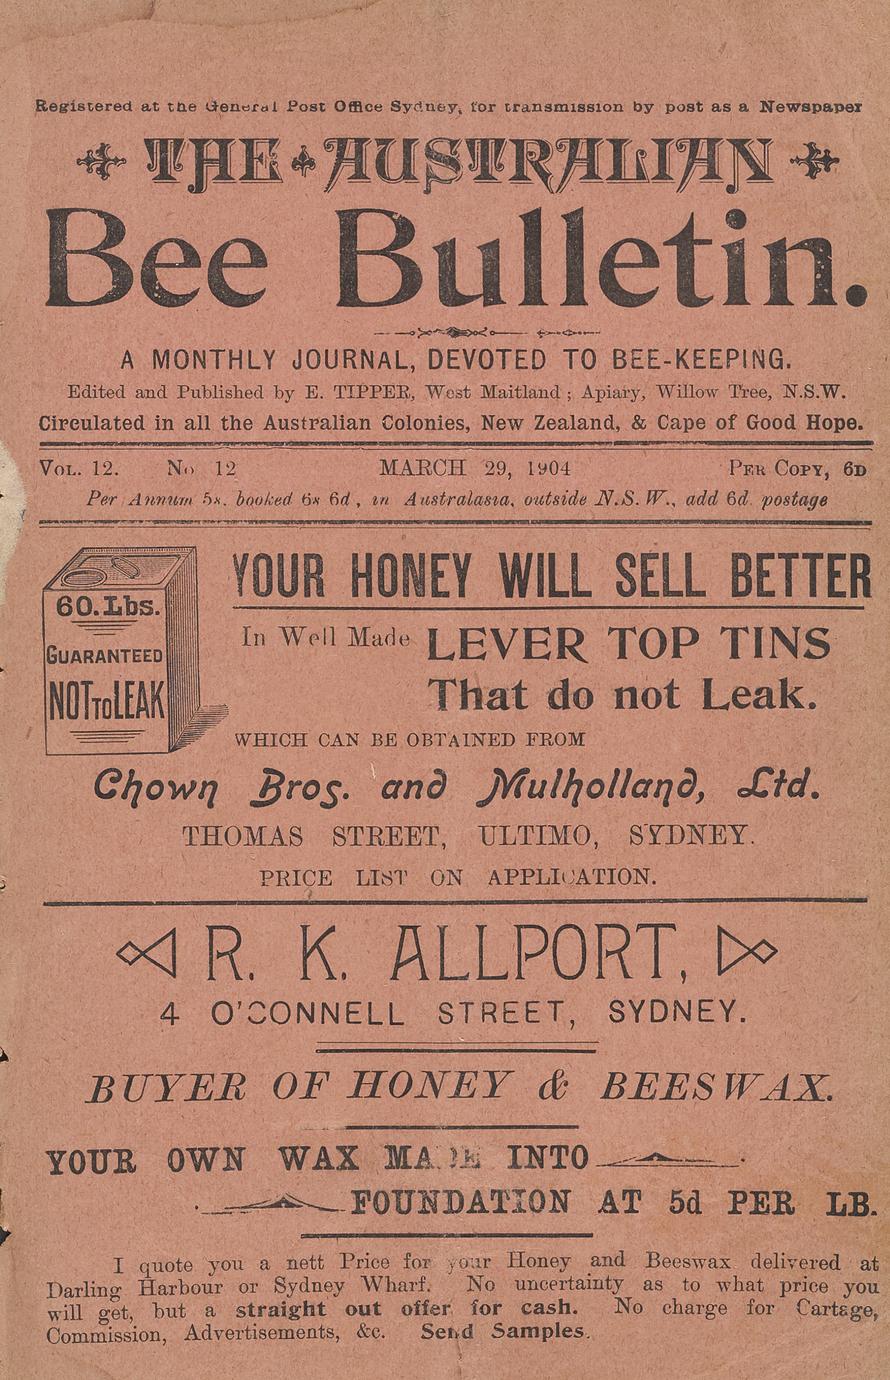 Registered at the General Post Office Sydney, for transmission by post as a Newspaper
THE AUSTRALIAN
Bee Bulletin.
A MONTHLY JOURNAL, DEVOTED TO BEE-KEEPING.
Edited and Published by E. TIPPER, West Maitland ; Apiary, Willow Tree, N.S.W.
Circulated in all the Australian Colonies, New Zealand, & Cape of Good Hope.
VOL. 12. No 12 MARCH 29, 1904 PER COPY, 6D
Per Annum 5s. booked 6s 6d, in Australasia, outside N.S.W., add 6d. postage
60. Lbs.
GUARANTEED
NOT TO LEAK
YOUR HONEY WILL SELL BETTER
In Well Made LEVER TOP TINS
That do not Leak.
WHICH CAN BE OBTAINED FROM
Chown Bros. and Mulholland, Ltd.
THOMAS STREET, ULTIMO, SYDNEY.
PRICE LIST ON APPLICATION.
R. K. ALLPORT,
4 O'CONNELL STREET, SYDNEY.
BUYER OF HONEY & BEESWAX.
YOUR OWN WAX MADE INTO
FOUNDATION AT 5d PER LB.
I quote you a nett Price for your Honey and Beeswax delivered at
Darling Harbour or Sydney Wharf. No uncertainty as to what price you
will get, but a straight out offer for cash. No charge for Cartage,
Commission, Advertisements, &c. Send Samples.